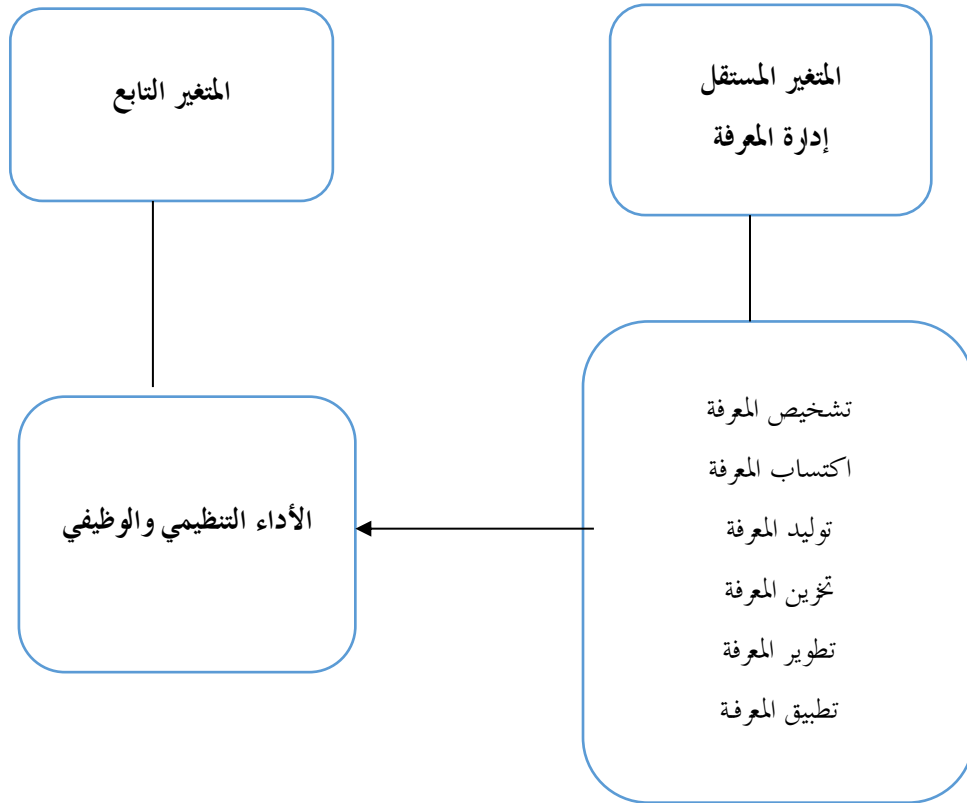 المتغير المستقل
إدارة المعرفة
المتغير التابع
تشخيص المعرفة
اكتساب المعرفة
توليد المعرفة
تخزين المعرفة
تطوير المعرفة
تطبيق المعرفة
الأداء التنظيمي والوظيفي